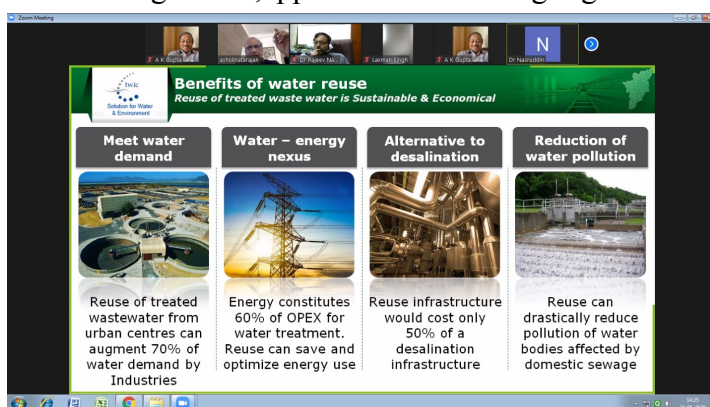 Zoom Meeting
A K Gupta
ashoknatarajan
Dr Rajeev Na...
Laxman Singh
A K Gupta
N
Dr Nasruddin
twic
Solution for Water
& Environment
Benefits of water reuse
Reuse of treated waste water is Sustainable & Economical
Meet water
demand
Water – energy
nexus
Alternative to
desalination
Reduction of
water pollution
Reuse of treated
wastewater from
urban centres can
augment 70% of
water demand by
Industries
Energy constitutes
60% of OPEX for
water treatment.
Reuse can save and
optimize energy use
Reuse infrastructure
would cost only
50% of a
desalination
infrastructure
Reuse can
drastically reduce
pollution of water
bodies affected by
domestic sewage
14:25